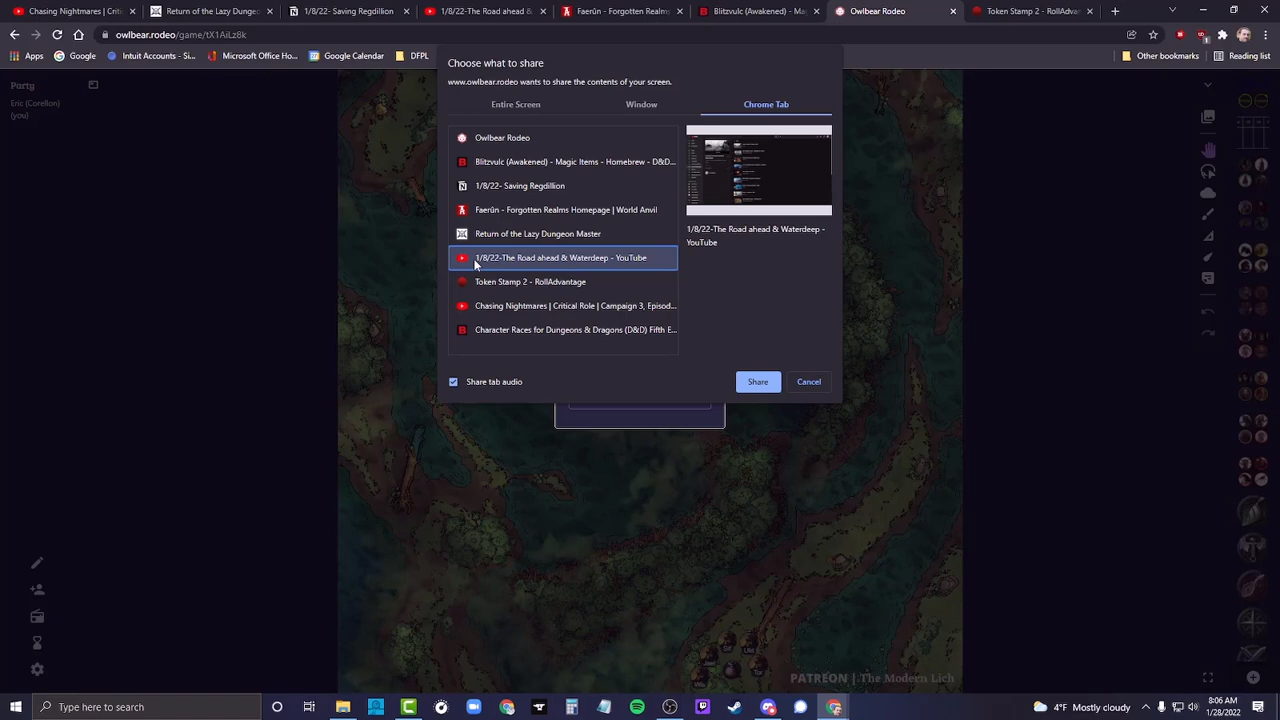 Chasing Nightmares | Criti
Return of the Lazy Dungeo
1/8/22- Saving Regdillion
1/8/22-The Road ahead &
Faerûn - Forgotten Realms
Blitzvulc (Awakened) - Mag
Owlbear Rodeo
Token Stamp 2 - RollAdvan
owlbear.rodeo/game/tX1AiLz8k
Apps
Google
Intuit Account - Si...
Microsoft Office Ho...
Google Calendar
DFPL
Other bookmarks
Reading list
Party
Eric (Corellon)
(you)
Choose what to share
www.owlbear.rodeo wants to share the contents of your screen.
Entire Screen
Window
Chrome Tab
Owlbear Rodeo
Blitzvulc (Awakened) - Magic Items - Homebrew - D&D...
1/8/22- Saving Regdillion
Faerûn - Forgotten Realms Homepage | World Anvil
Return of the Lazy Dungeon Master
1/8/22-The Road ahead & Waterdeep - YouTube
Token Stamp 2 - RollAdvantage
Chasing Nightmares | Critical Role | Campaign 3, Episod...
Character Races for Dungeons & Dragons (D&D) Fifth E...
1/8/22-The Road ahead & Waterdeep -
YouTube
Share tab audio
Share
Cancel
PATREON | The Modern Lich
Type here to search
4°F Mostly cloudy
8:06 AM
1/28/2022